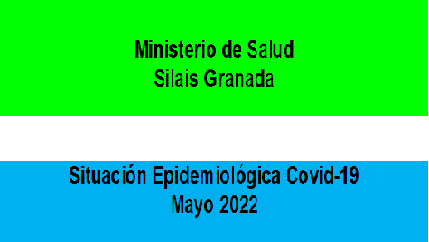 Ministerio de Salud
Silais Granada
Situación Epidemiológica Covid-19
Mayo 2022